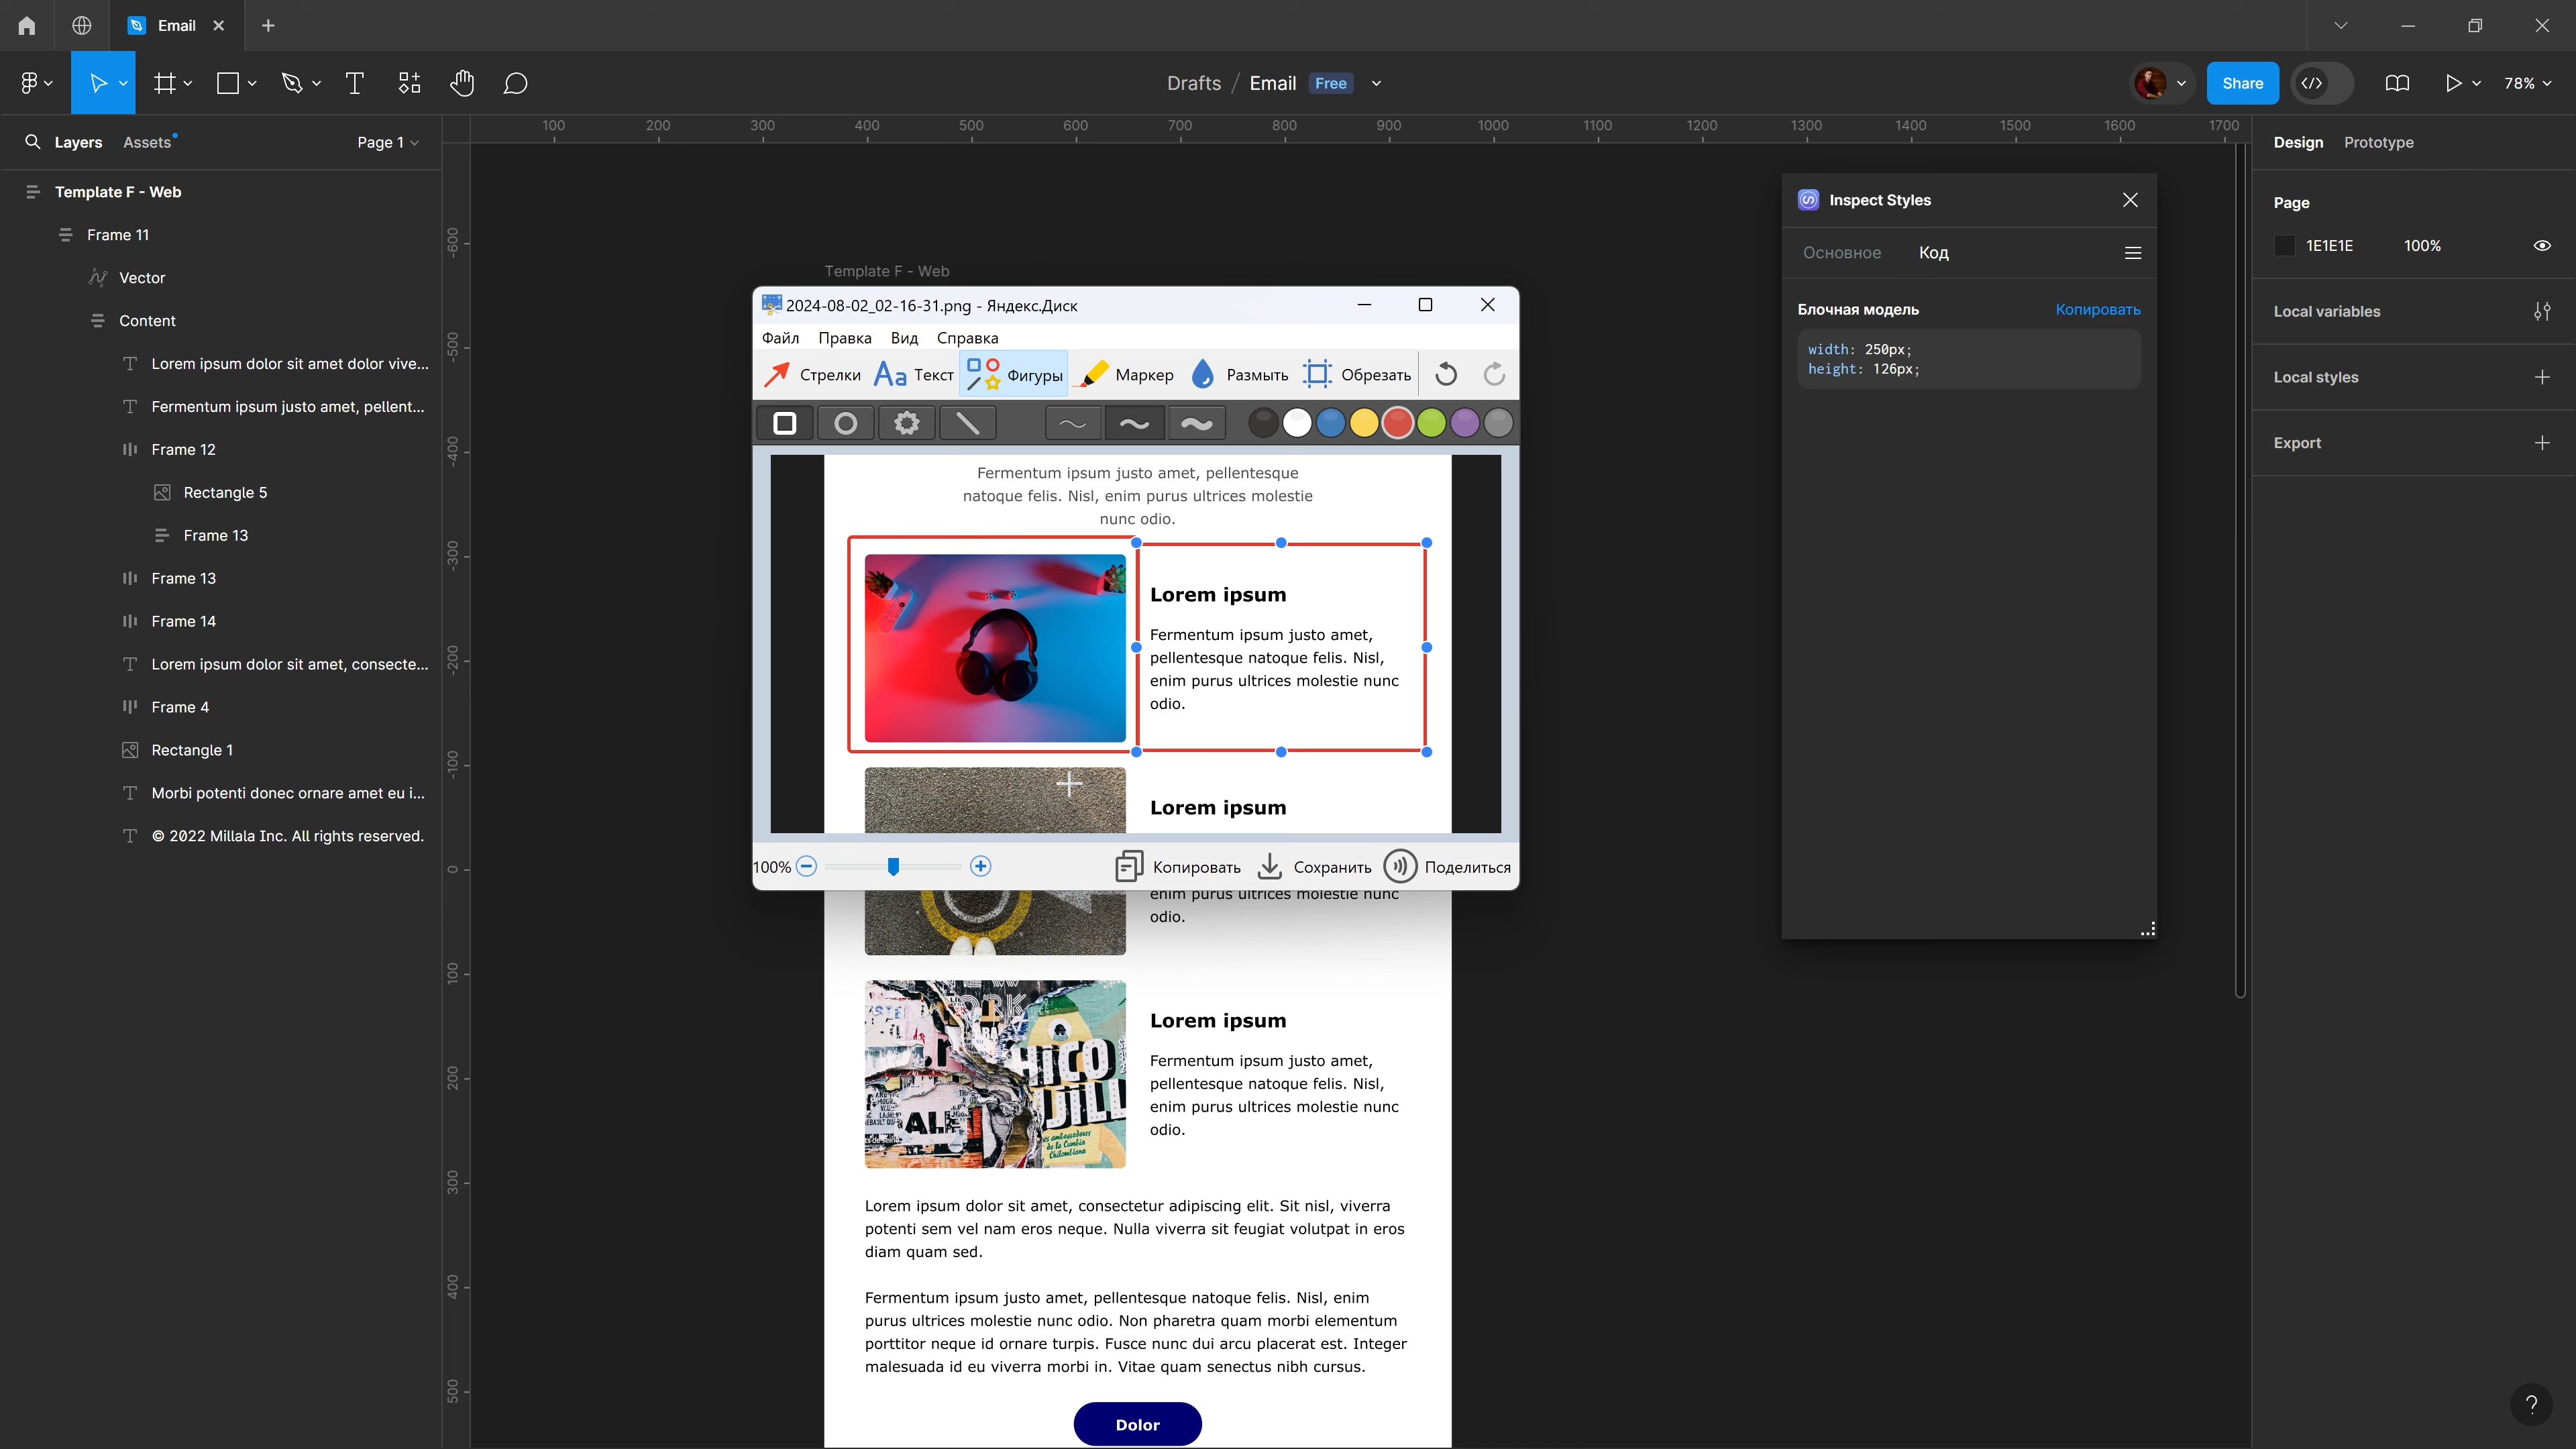 Email
Drafts / Email Free
Share
78%
Layers Assets Page 1
100 200 300 400 500 600 700 800 900 1000 1100 1200 1300 1400 1500 1600 1700
Design Prototype
Template F - Web
Frame 11
Vector
Content
Lorem ipsum dolor sit amet dolor vive...
Fermentum ipsum justo amet, pellent...
Frame 12
Rectangle 5
Frame 13
Frame 13
Frame 14
Lorem ipsum dolor sit amet, consecte...
Frame 4
Rectangle 1
Morbi potenti donec ornare amet eu i...
© 2022 Millala Inc. All rights reserved.
-600
-500
-400
-300
-200
-100
0
100
200
300
400
500
Template F - Web
2024-08-02_02-16-31.png - Яндекс.Диск
Файл Правка Вид Справка
Стрелки Текст Фигуры Маркер Размыть Обрезать
Fermentum ipsum justo amet, pellentesque
natoque felis. Nisl, enim purus ultrices molestie
nunc odio.
Lorem ipsum
Fermentum ipsum justo amet,
pellentesque natoque felis. Nisl,
enim purus ultrices molestie nunc
odio.
Lorem ipsum
100% Копировать Сохранить Поделиться
enim purus ultrices molestie nunc
odio.
Lorem ipsum
Fermentum ipsum justo amet,
pellentesque natoque felis. Nisl,
enim purus ultrices molestie nunc
odio.
Lorem ipsum dolor sit amet, consectetur adipiscing elit. Sit nisl, viverra
potenti sem vel nam eros neque. Nulla viverra sit feugiat volutpat in eros
diam quam sed.
Fermentum ipsum justo amet, pellentesque natoque felis. Nisl, enim
purus ultrices molestie nunc odio. Non pharetra quam morbi elementum
porttitor neque id ornare turpis. Fusce nunc dui arcu placerat est. Integer
malesuada id eu viverra morbi in. Vitae quam senectus nibh cursus.
Dolor
Inspect Styles
Основное Код
Блочная модель Копировать
width: 250px;
height: 126px;
Page
1E1E1E 100%
Local variables
Local styles
Export
?